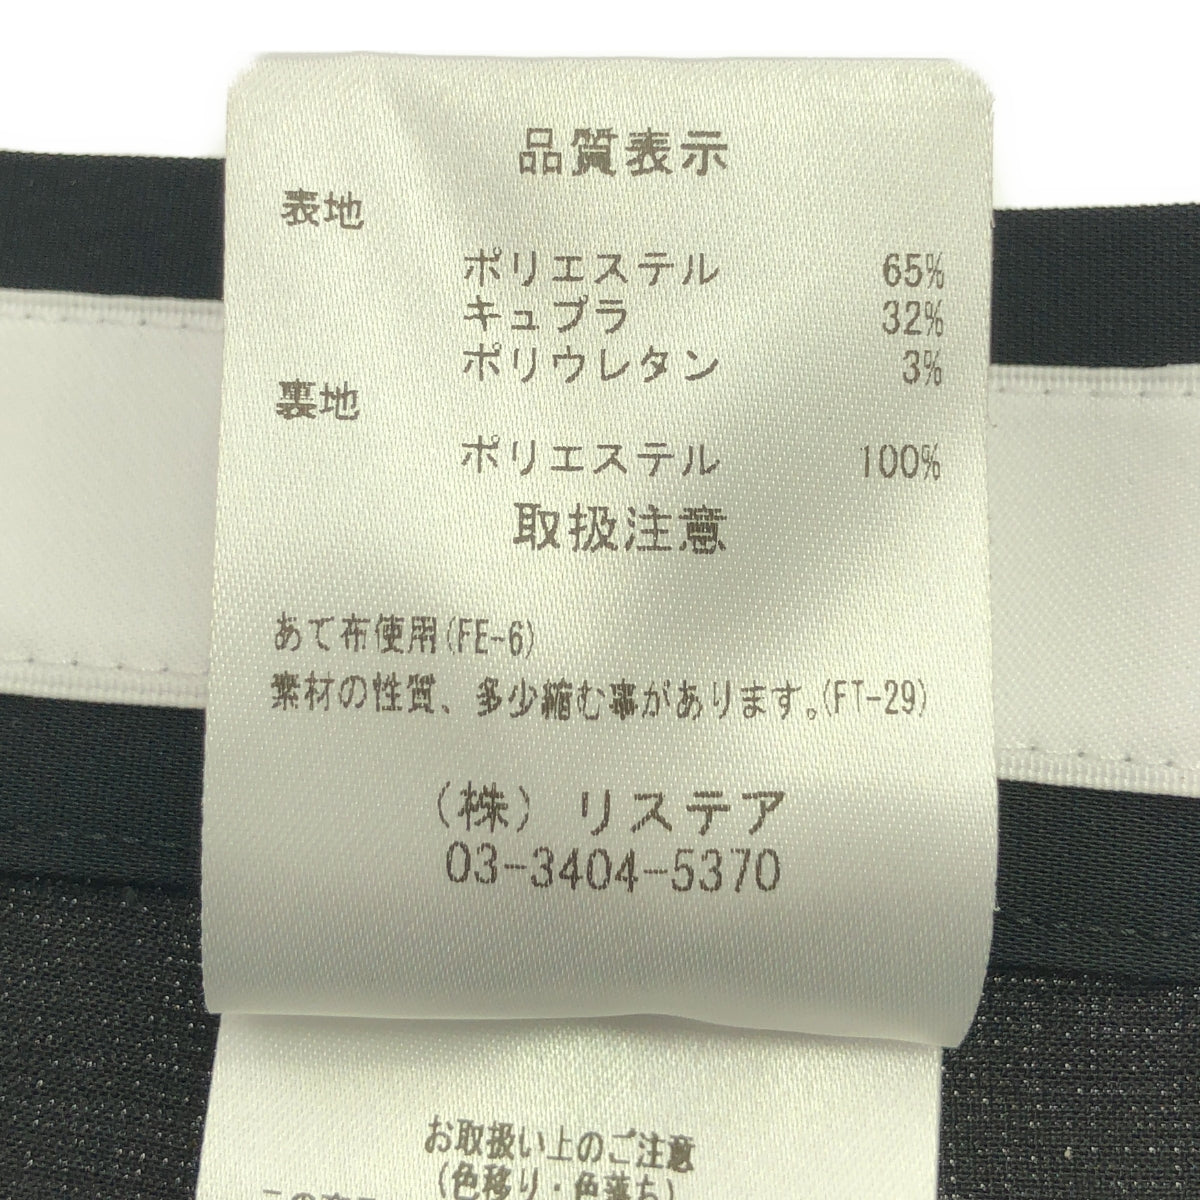 品質表示
表地
ポリエステル 65%
キュプラ 32%
ポリウレタン 3%
裏地
ポリエステル 100%
取扱注意
あて布使用(FE-6)
素材の性質、多少縮む事があります。(FT-29)
(株) リステア
03-3404-5370
お取扱い上のご注意
(色移り・色落ち)